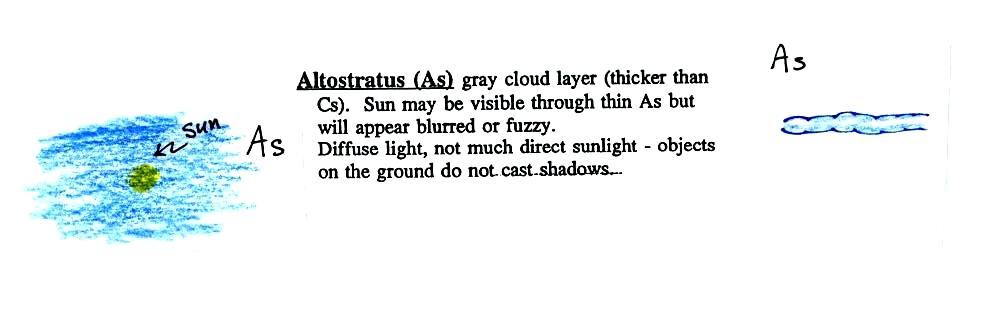 As
Altostratus (As) gray cloud layer (thicker than
Cs). Sun may be visible through thin As but
will appear blurred or fuzzy.
Diffuse light, not much direct sunlight - objects
on the ground do not cast shadows...
Sun
As